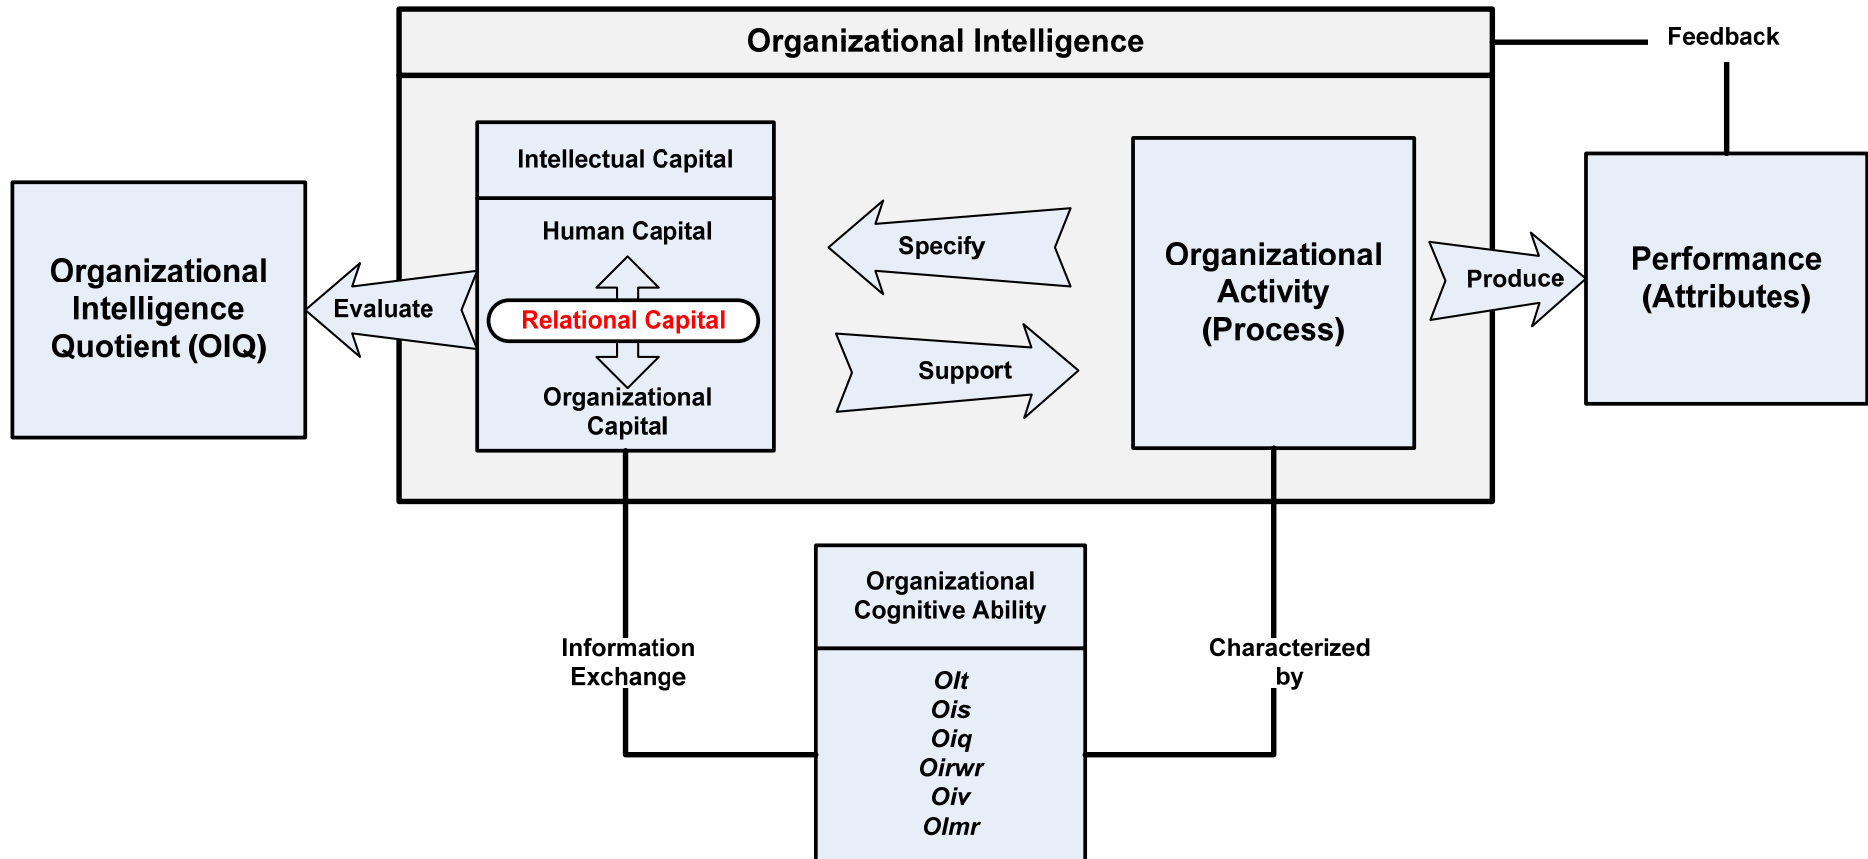 Organizational Intelligence
Feedback
Intellectual Capital
Human Capital
Relational Capital
Organizational
Capital
Specify
Support
Organizational
Activity
(Process)
Produce
Performance
(Attributes)
Evaluate
Organizational
Intelligence
Quotient (OIQ)
Organizational
Cognitive Ability
OIt
Ois
Oiq
Oirwr
Oiv
OImr
Information
Exchange
Characterized
by